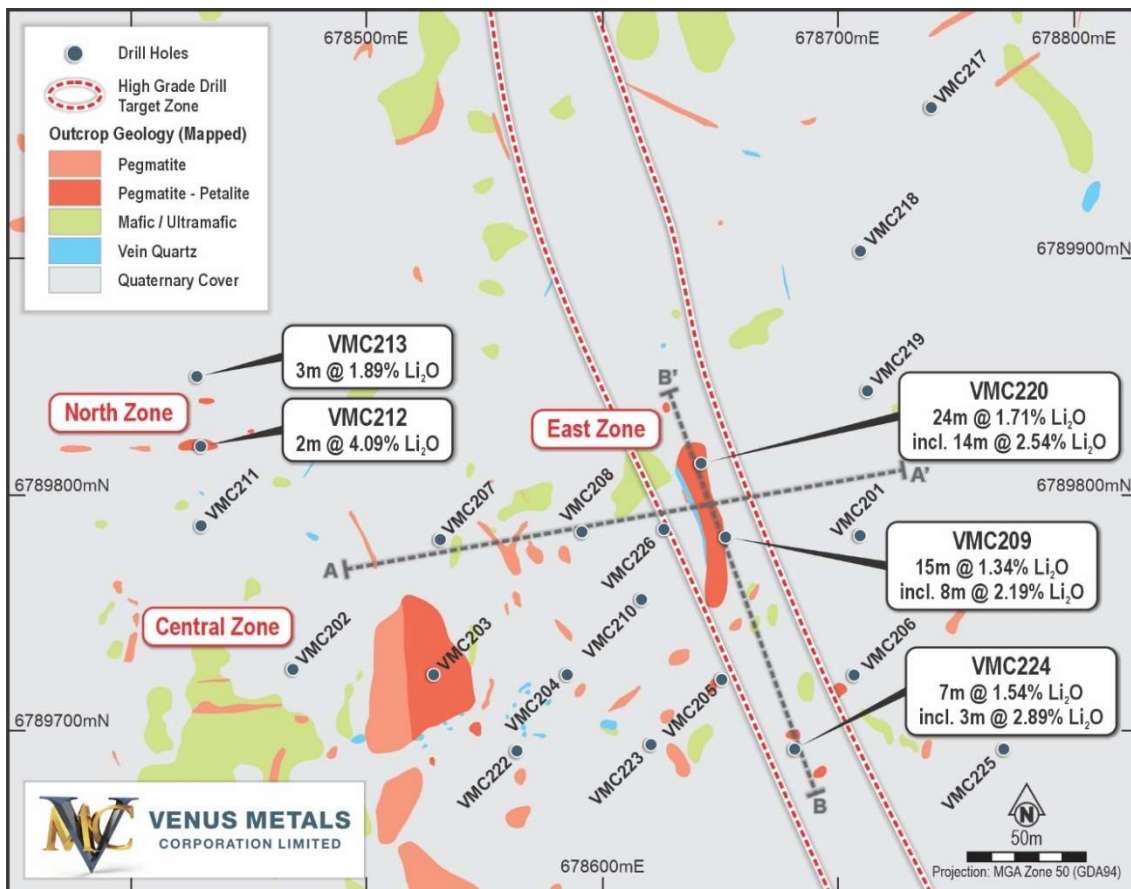 678500mE
678700mE
678800mE
Drill Holes
High Grade Drill
Target Zone
Outcrop Geology (Mapped)
Pegmatite
Pegmatite - Petalite
Mafic / Ultramafic
Vein Quartz
Quaternary Cover
VMC217
VMC218
6789900mN
VMC213
3m @ 1.89% Li₂O
VMC219
B'
North Zone
VMC212
2m @ 4.09% Li₂O
East Zone
VMC220
24m @ 1.71% Li₂O
incl. 14m @ 2.54% Li₂O
6789800mN
VMC211
VMC207
VMC208
A'
6789800mN
VMC201
VMC226
A
VMC209
15m @ 1.34% Li₂O
incl. 8m @ 2.19% Li₂O
Central Zone
VMC202
VMC203
VMC210
VMC206
VMC204
VMC205
VMC224
7m @ 1.54% Li₂O
incl. 3m @ 2.89% Li₂O
6789700mN
VMC222
VMC223
VMC225
B
VMC
VENUS METALS
CORPORATION LIMITED
678600mE
N
50m
Projection: MGA Zone 50 (GDA94)